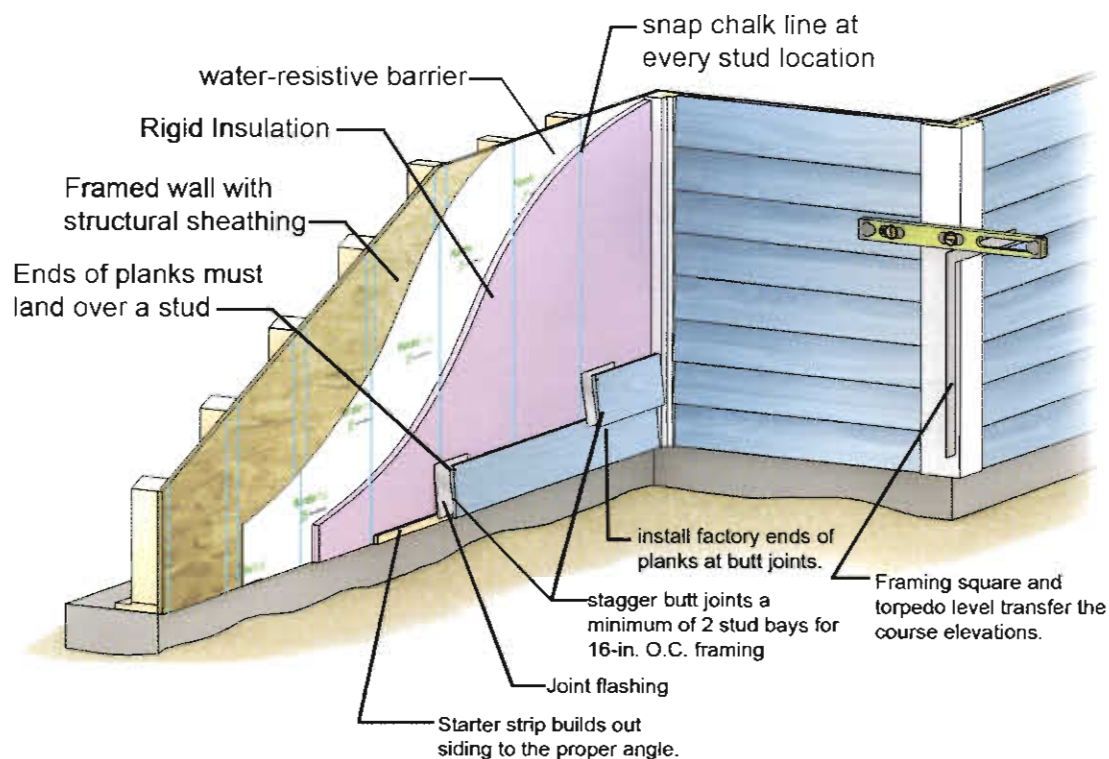 snap chalk line at
every stud location
water-resistive barrier
Rigid Insulation
Framed wall with
structural sheathing
Ends of planks must
land over a stud
install factory ends of
planks at butt joints.
Framing square and
torpedo level transfer the
course elevations.
stagger butt joints a
minimum of 2 stud bays for
16-in. O.C. framing
Joint flashing
Starter strip builds out
siding to the proper angle.